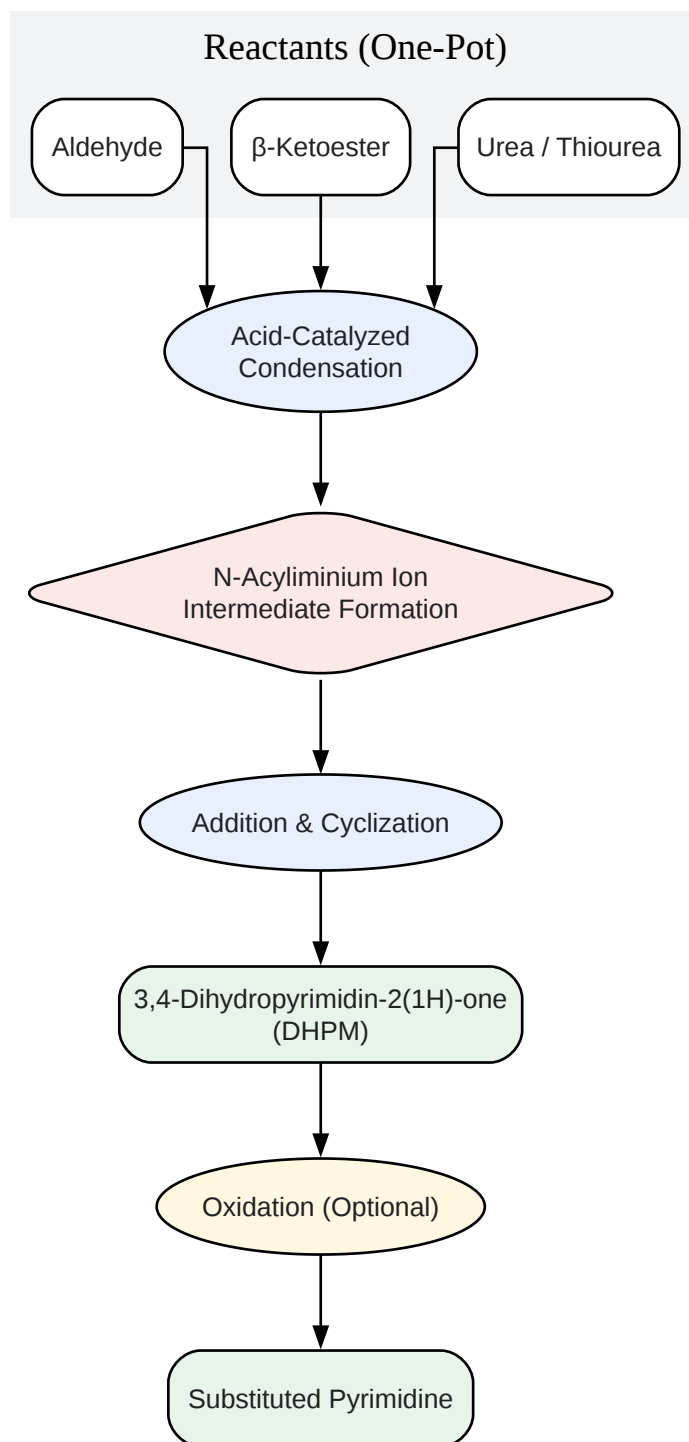 Reactants (One-Pot)
Aldehyde
β-Ketoester
Urea / Thiourea
Acid-Catalyzed
Condensation
N-Acyliminium Ion
Intermediate Formation
Addition & Cyclization
3,4-Dihydropyrimidin-2(1H)-one
(DHPM)
Oxidation (Optional)
Substituted Pyrimidine